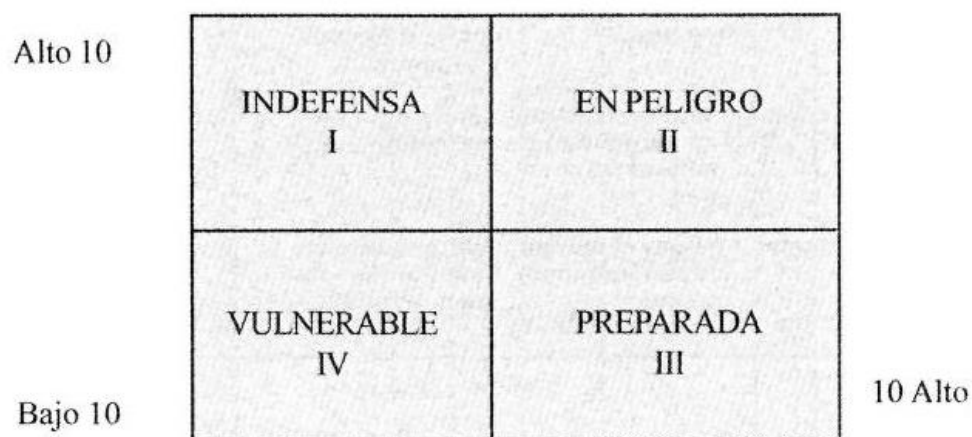 Alto 10
INDEFENSA
I
EN PELIGRO
II
VULNERABLE
IV
PREPARADA
III
Bajo 10
10 Alto